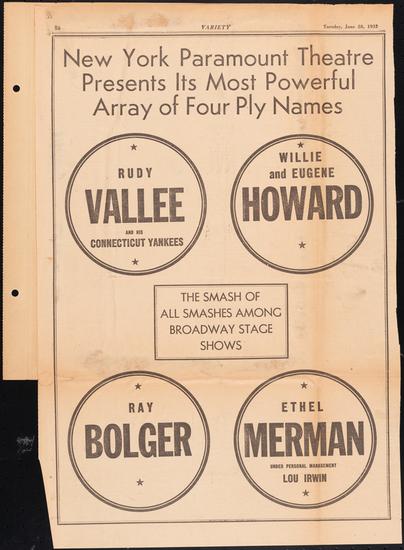 VARIETY
Tuesday, June 28, 1932
New York Paramount Theatre
Presents Its Most Powerful
Array of Four Ply Names
RUDY
VALLEE
AND HIS
CONNECTICUT YANKEES
WILLIE
and EUGENE
HOWARD
THE SMASH OF
ALL SMASHES AMONG
BROADWAY STAGE
SHOWS
RAY
BOLGER
ETHEL
MERMAN
UNDER PERSONAL MANAGEMENT
LOU IRWIN